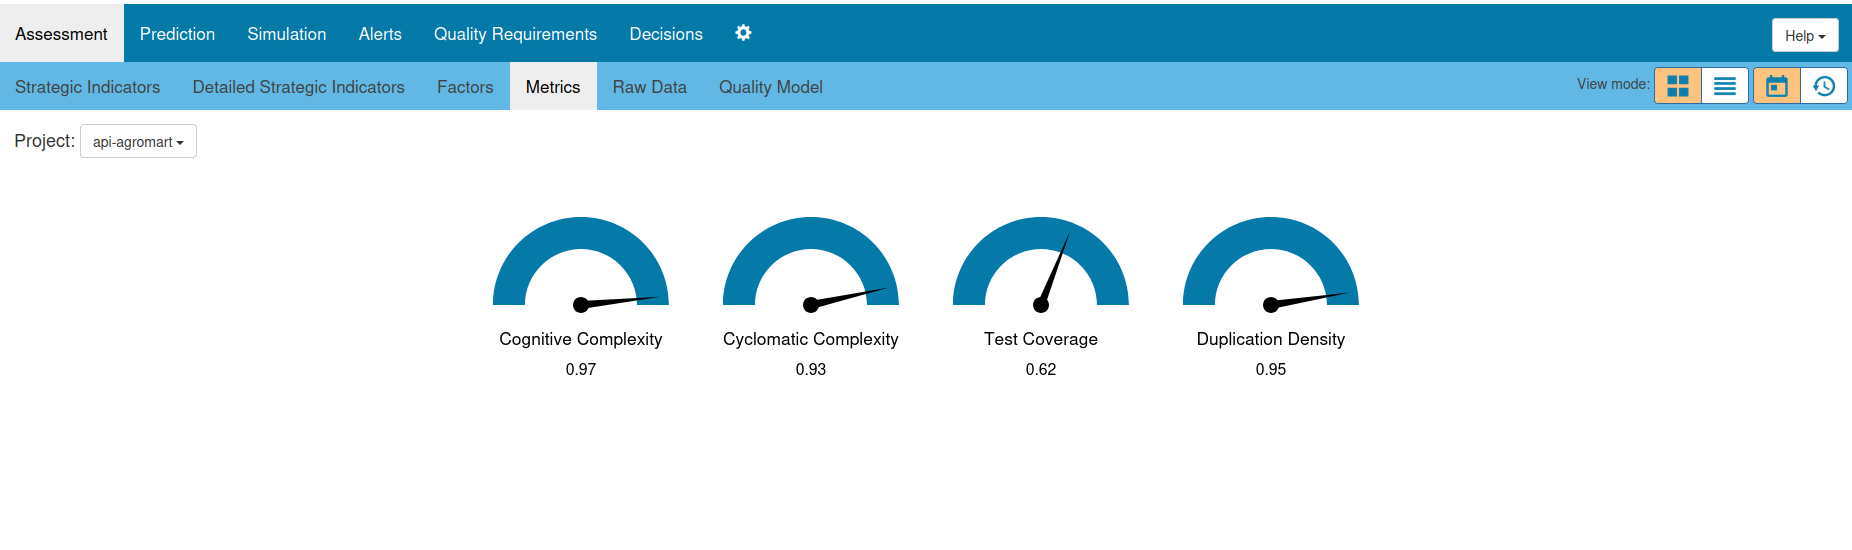 Assessment Prediction Simulation Alerts Quality Requirements Decisions Help
Strategic Indicators Detailed Strategic Indicators Factors Metrics Raw Data Quality Model View mode:
Project: api-agromart
Cognitive Complexity Cyclomatic Complexity Test Coverage Duplication Density
0.97 0.93 0.62 0.95